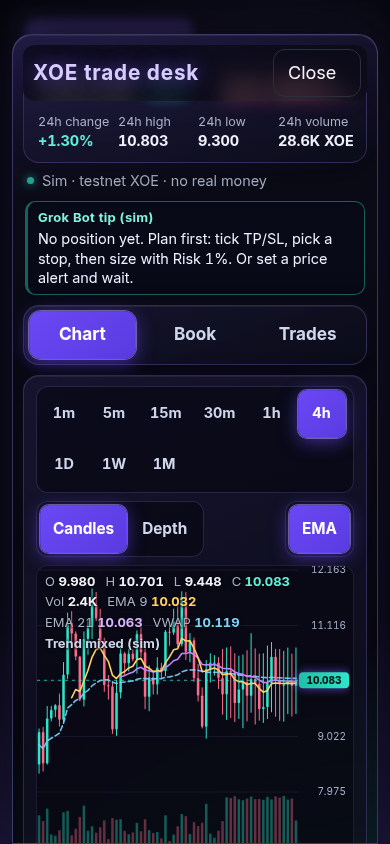 XOE trade desk
Close
24h change 24h high 24h low 24h volume
+1.30% 10.803 9.300 28.6K XOE
Sim · testnet XOE · no real money
Grok Bot tip (sim)
No position yet. Plan first: tick TP/SL, pick a
stop, then size with Risk 1%. Or set a price
alert and wait.
Chart Book Trades
1m 5m 15m 30m 1h 4h
1D 1W 1M
Candles Depth EMA
12.163
O 9.980 H 10.701 L 9.448 C 10.083
Vol 2.4K EMA 9 10.032
EMA 21 10.063 VWAP 10.119
11.116
Trend mixed (sim)
10.083
9.022
7.975